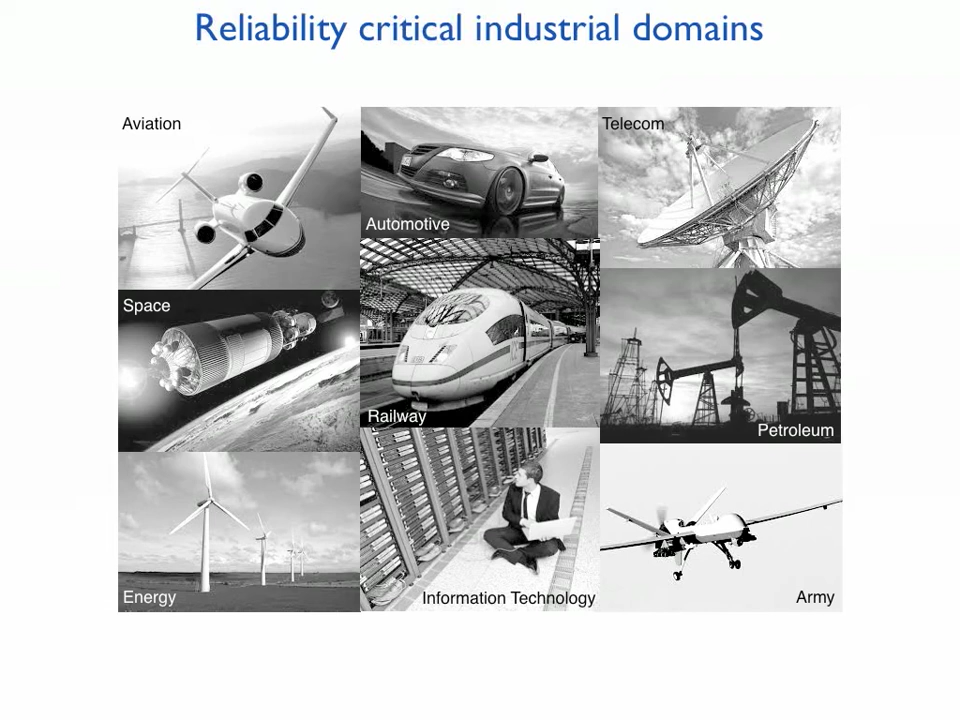 Reliability critical industrial domains
Aviation
Automotive
Telecom
Space
Railway
Petroleum
Energy
Information Technology
Army